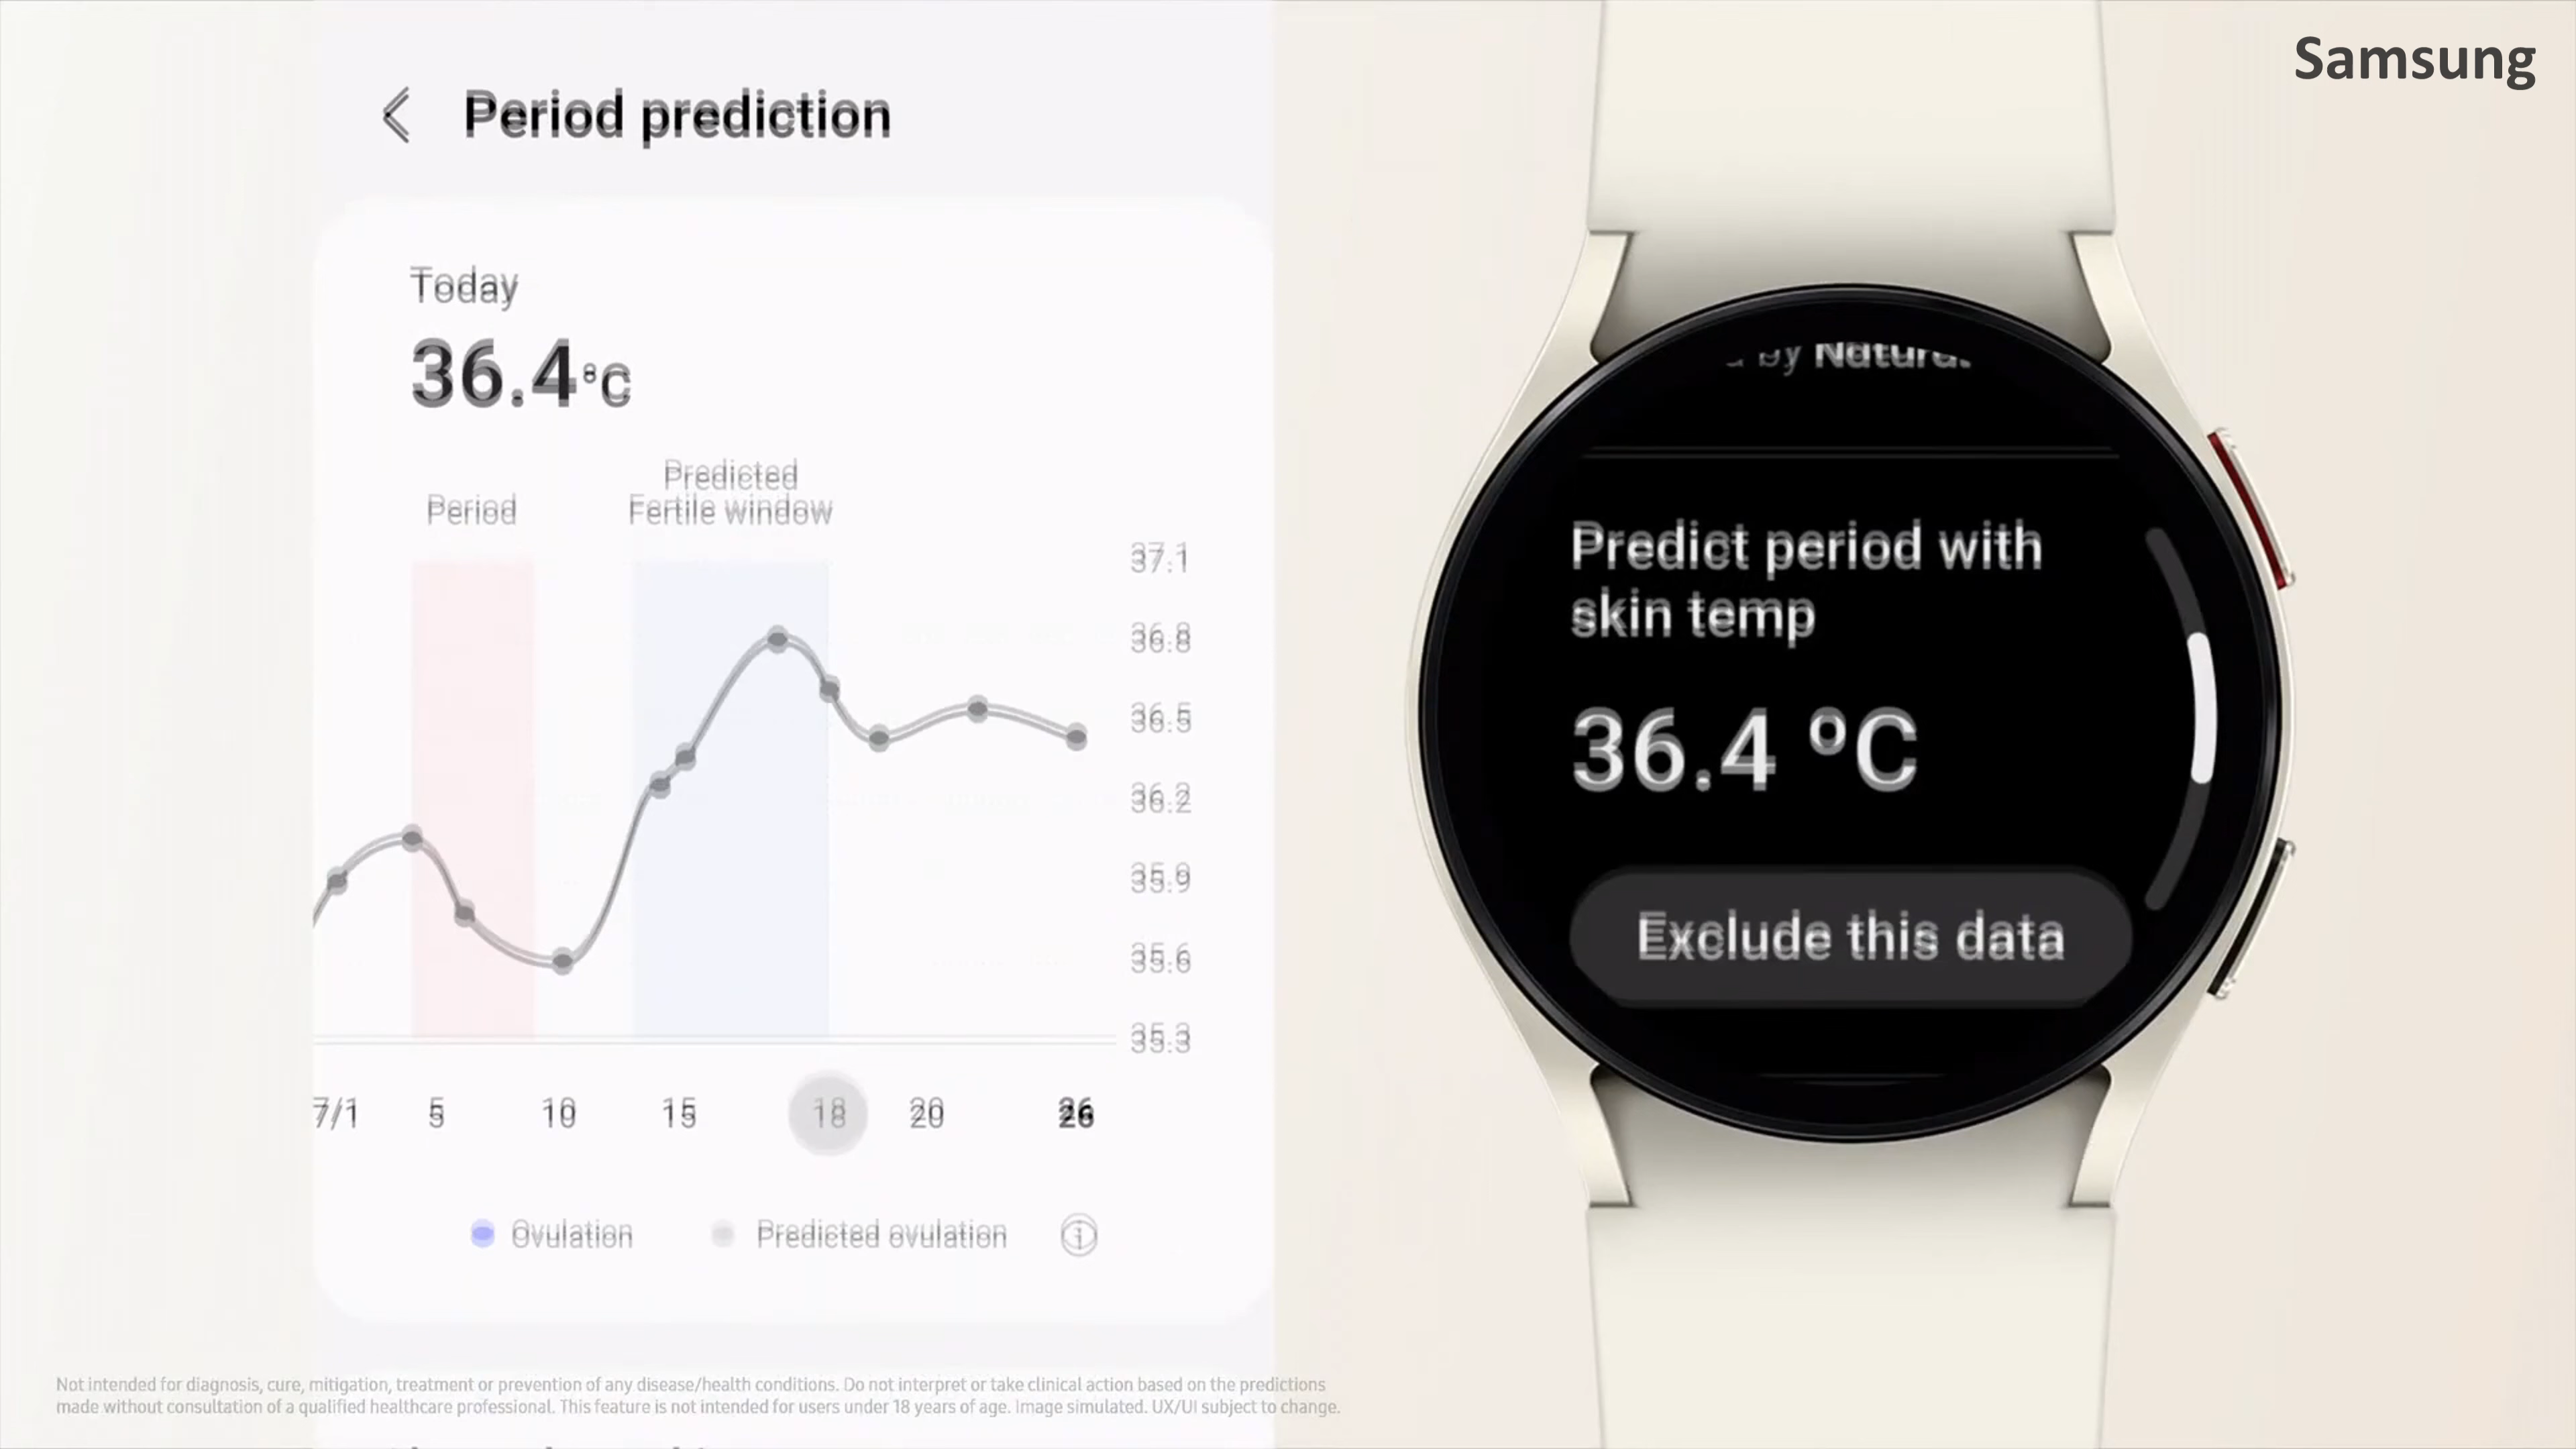 Samsung
Period prediction
Today
36.4°C
Predicted
Period
Fertile window
37.1
36.8
36.5
36.2
35.9
35.6
35.3
7/1 5 10 15 18 20 26
Ovulation Predicted ovulation
by
Predict period with
skin temp
36.4 °C
Exclude this data
Not intended for diagnosis, cure, mitigation, treatment or prevention of any disease/health conditions. Do not interpret or take clinical action based on the predictions
made without consultation of a qualified healthcare professional. This feature is not intended for users under 18 years of age. Image simulated. UX/UI subject to change.